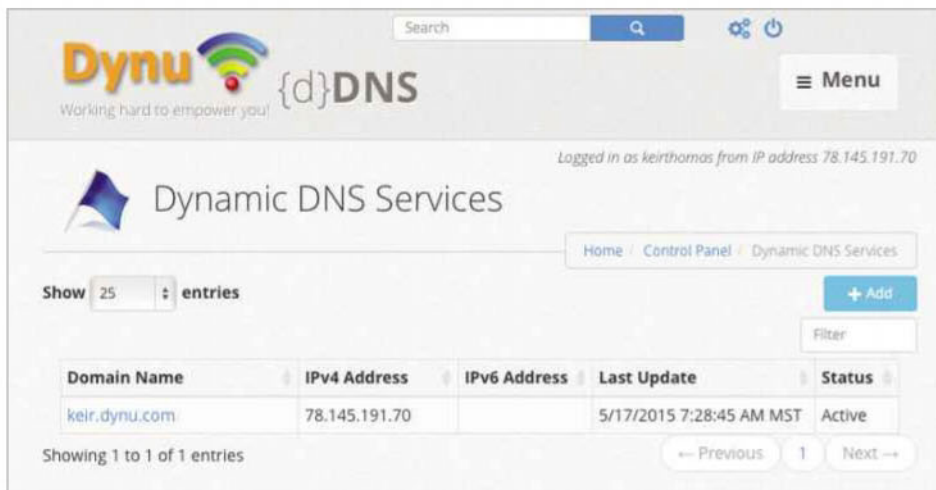 Search
Dynu
Working hard to empower you!
{d}DNS
≡ Menu
Logged in as keirthomas from IP address 78.145.191.70
Dynamic DNS Services
Home / Control Panel / Dynamic DNS Services
Show 25 entries
+ Add
Filter
Domain Name IPv4 Address IPv6 Address Last Update Status
keir.dynu.com 78.145.191.70 5/17/2015 7:28:45 AM MST Active
Showing 1 to 1 of 1 entries
← Previous 1 Next →